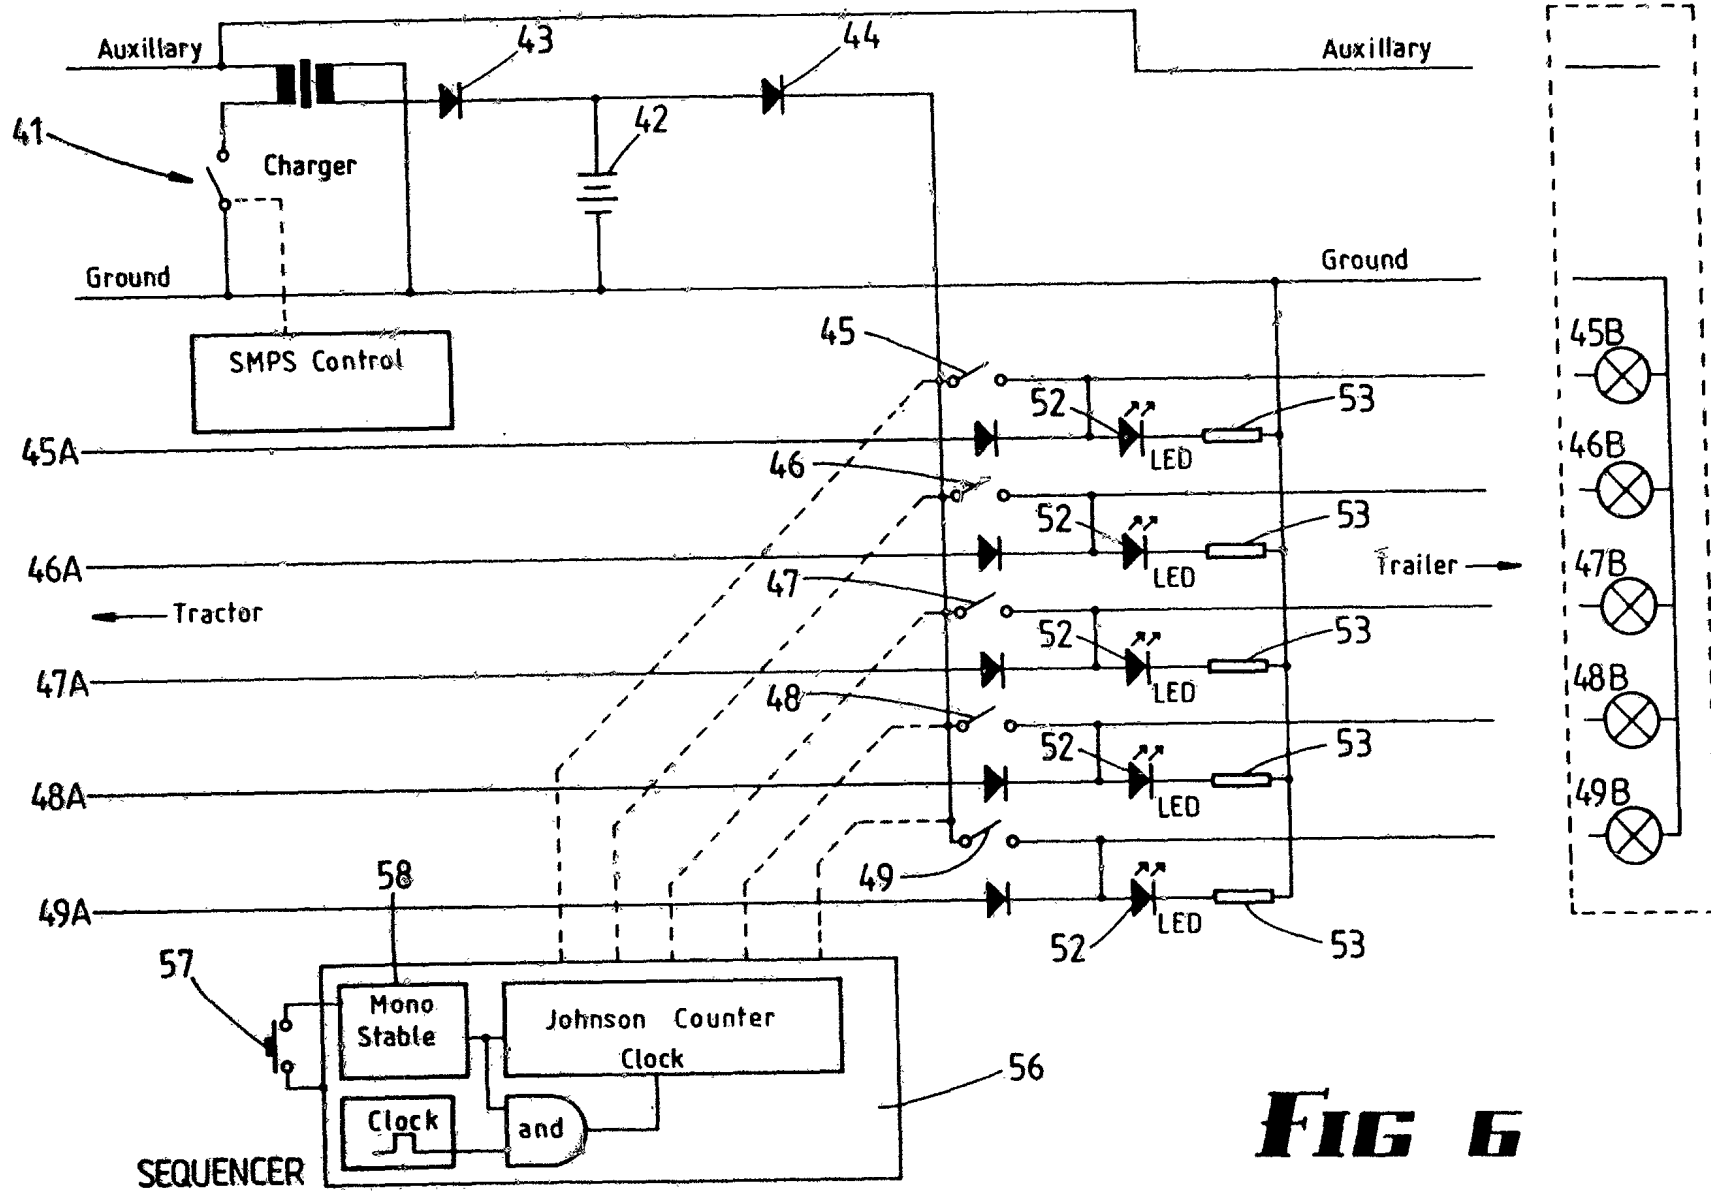 Auxillary
43
44
Auxillary
41
Charger
42
Ground
Ground
SMPS Control
45
45B
52
53
45A
LED
46
46B
52
53
46A
LED
Trailer
47
47B
Tractor
52
53
47A
LED
48
48B
52
53
48A
LED
49B
58
49
49A
LED
52
53
57
Mono
Stable
Johnson Counter
Clock
56
Clock
and
SEQUENCER
FIG 6